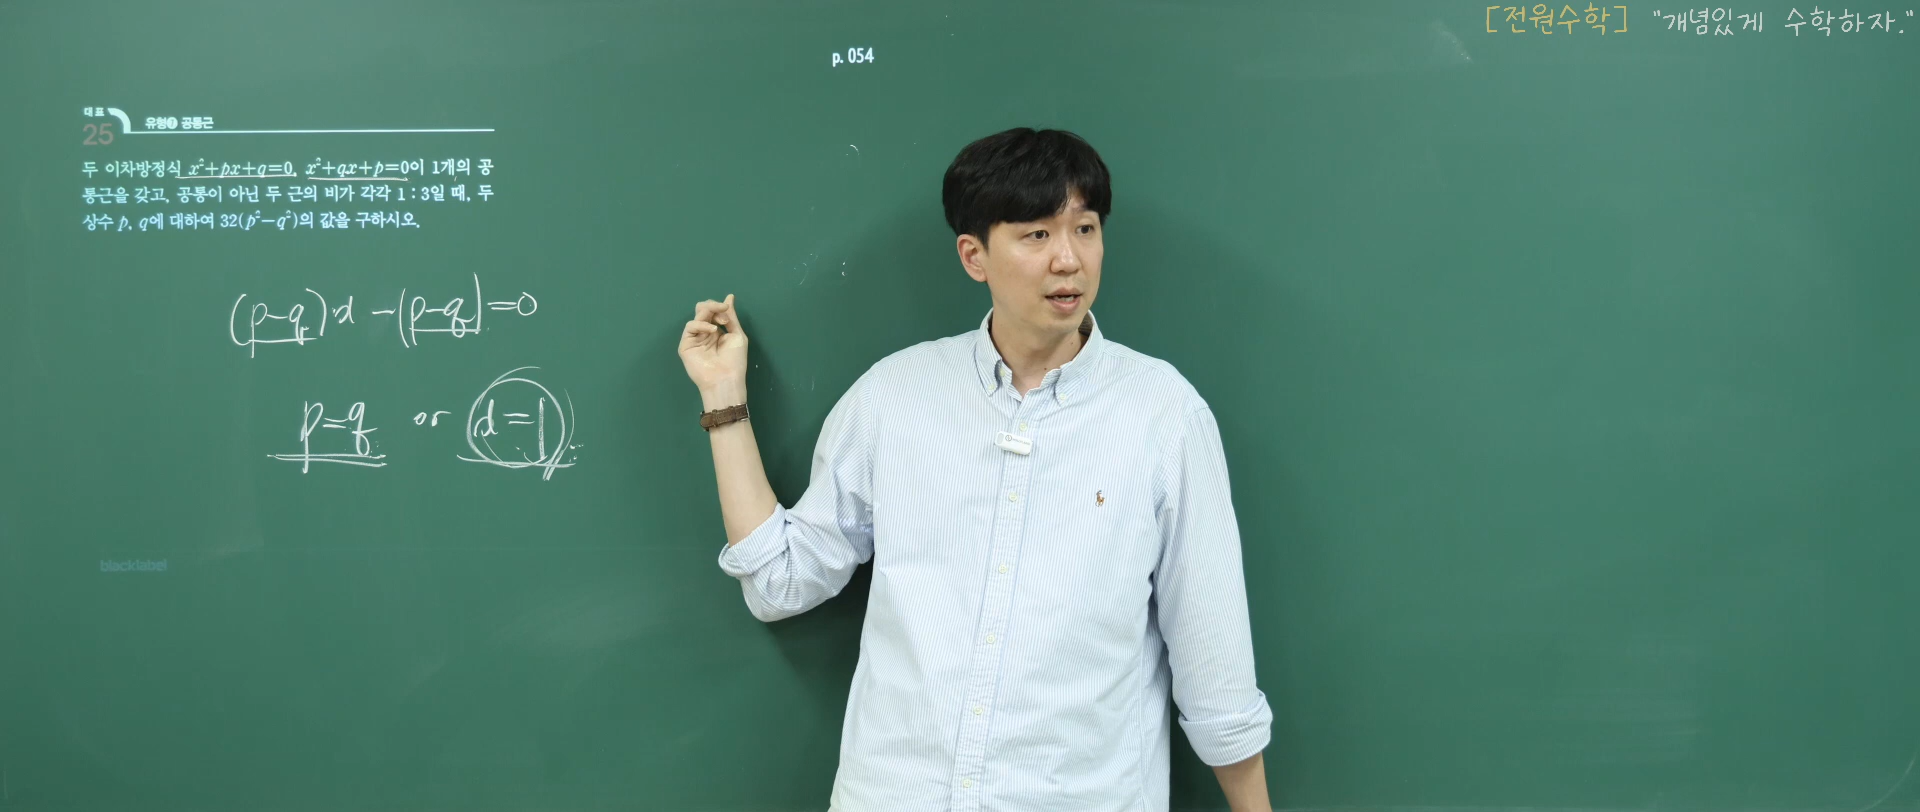 [전원수학] "개념있게 수학하자."
p. 054
대표
25
유형❼ 공통근
두 이차방정식 x²+px+q=0, x²+qx+p=0이 1개의 공
통근을 갖고, 공통이 아닌 두 근의 비가 각각 1 : 3일 때, 두
상수 p, q에 대하여 32(p²-q²)의 값을 구하시오.
(p-q)α -(p-q)=0
p=q or α=1
blacklabel